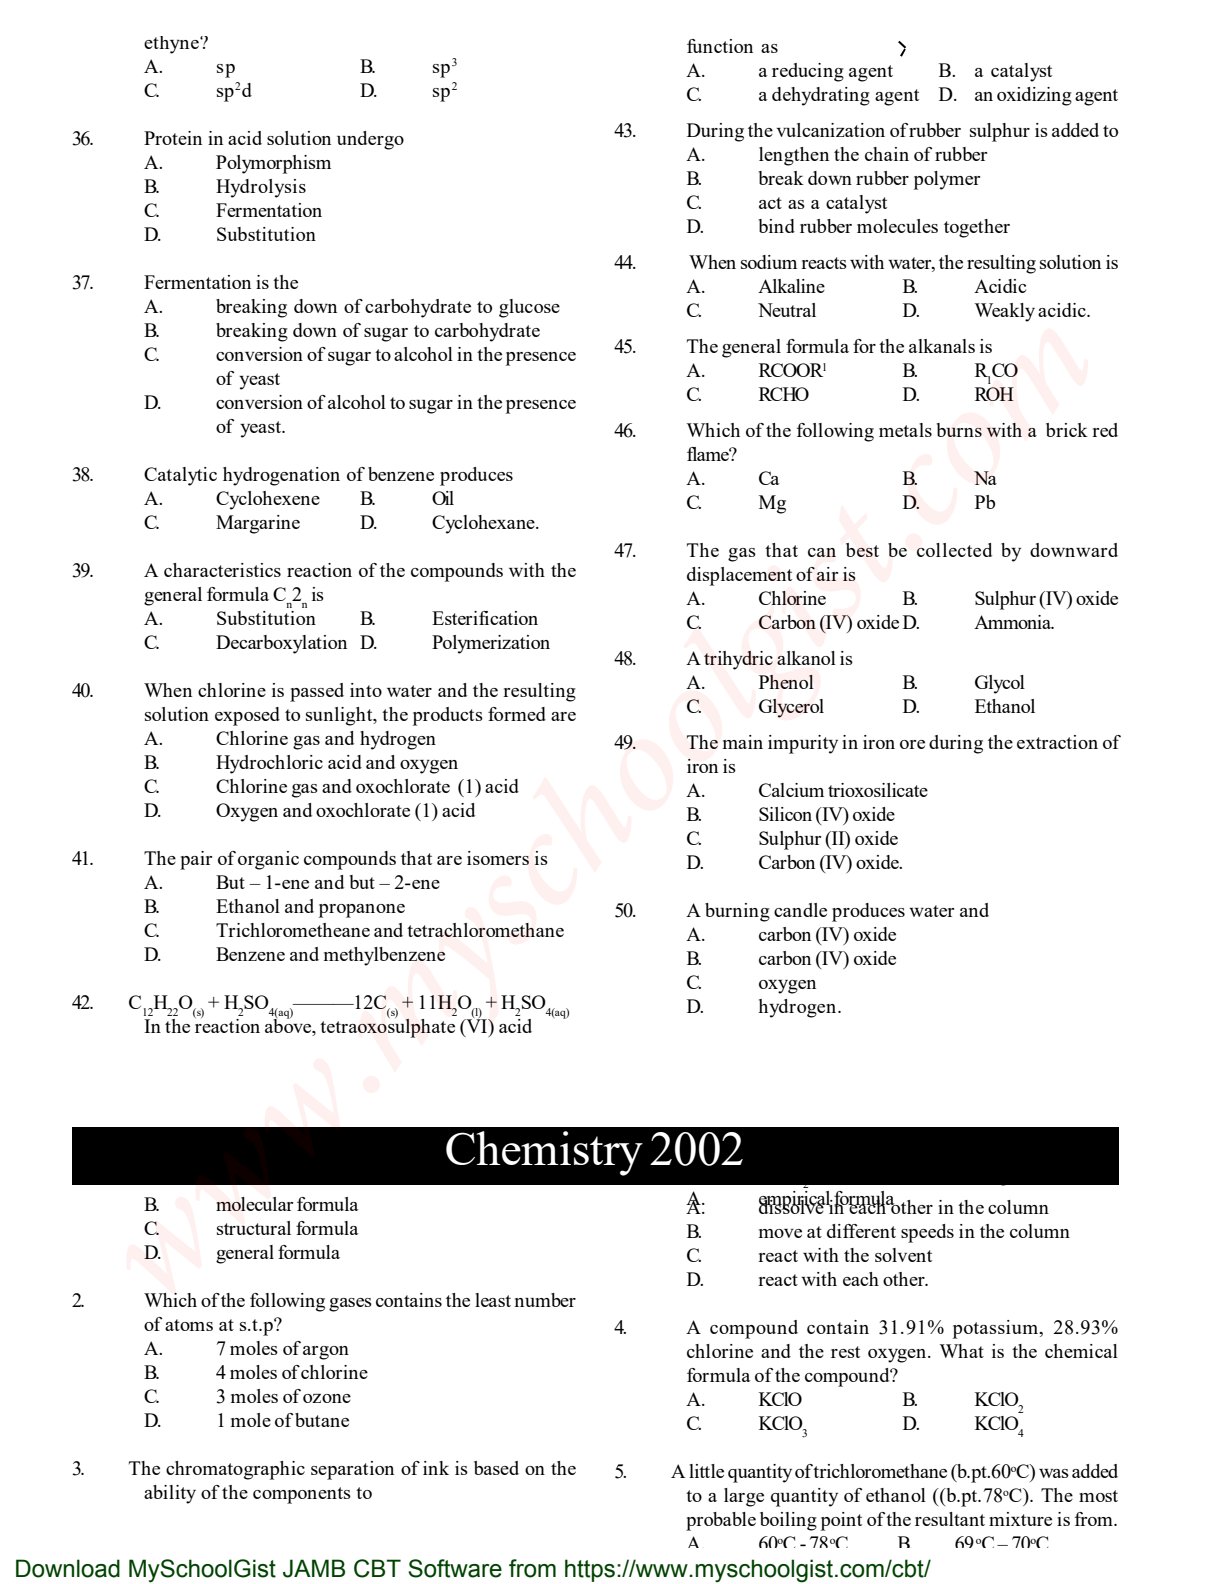 ethyne?
A. sp B. sp³
C. sp²d D. sp²
36. Protein in acid solution undergo
A. Polymorphism
B. Hydrolysis
C. Fermentation
D. Substitution
37. Fermentation is the
A. breaking down of carbohydrate to glucose
B. breaking down of sugar to carbohydrate
C. conversion of sugar to alcohol in the presence
of yeast
D. conversion of alcohol to sugar in the presence
of yeast.
38. Catalytic hydrogenation of benzene produces
A. Cyclohexene B. Oil
C. Margarine D. Cyclohexane.
39. A characteristics reaction of the compounds with the
general formula Cₙ2ₙ is
A. Substitution B. Esterification
C. Decarboxylation D. Polymerization
40. When chlorine is passed into water and the resulting
solution exposed to sunlight, the products formed are
A. Chlorine gas and hydrogen
B. Hydrochloric acid and oxygen
C. Chlorine gas and oxochlorate (1) acid
D. Oxygen and oxochlorate (1) acid
41. The pair of organic compounds that are isomers is
A. But – 1-ene and but – 2-ene
B. Ethanol and propanone
C. Trichlorometheane and tetrachloromethane
D. Benzene and methylbenzene
42. C₁₂H₂₂O₍s₎ + H₂SO₄(aq) ———12C(s) + 11H₂O(l) + H₂SO₄(aq)
In the reaction above, tetraoxosulphate (VI) acid
function as
A. a reducing agent B. a catalyst
C. a dehydrating agent D. an oxidizing agent
43. During the vulcanization of rubber sulphur is added to
A. lengthen the chain of rubber
B. break down rubber polymer
C. act as a catalyst
D. bind rubber molecules together
44. When sodium reacts with water, the resulting solution is
A. Alkaline B. Acidic
C. Neutral D. Weakly acidic.
45. The general formula for the alkanals is
A. RCOOR¹ B. R₁CO
C. RCHO D. ROH
46. Which of the following metals burns with a brick red
flame?
A. Ca B. Na
C. Mg D. Pb
47. The gas that can best be collected by downward
displacement of air is
A. Chlorine B. Sulphur (IV) oxide
C. Carbon (IV) oxide D. Ammonia.
48. A trihydric alkanol is
A. Phenol B. Glycol
C. Glycerol D. Ethanol
49. The main impurity in iron ore during the extraction of
iron is
A. Calcium trioxosilicate
B. Silicon (IV) oxide
C. Sulphur (II) oxide
D. Carbon (IV) oxide.
50. A burning candle produces water and
A. carbon (IV) oxide
B. carbon (IV) oxide
C. oxygen
D. hydrogen.
www.myschoolgist.com
Chemistry 2002
B. molecular formula
C. structural formula
D. general formula
2. Which of the following gases contains the least number
of atoms at s.t.p?
A. 7 moles of argon
B. 4 moles of chlorine
C. 3 moles of ozone
D. 1 mole of butane
3. The chromatographic separation of ink is based on the
ability of the components to
A. empirical formula
A. dissolve in each other in the column
B. move at different speeds in the column
C. react with the solvent
D. react with each other.
4. A compound contain 31.91% potassium, 28.93%
chlorine and the rest oxygen. What is the chemical
formula of the compound?
A. KClO B. KClO₂
C. KClO₃ D. KClO₄
5. A little quantity of trichloromethane (b.pt.60°C) was added
to a large quantity of ethanol ((b.pt.78°C). The most
probable boiling point of the resultant mixture is from.
A 60°C - 78°C B 69°C – 70°C
Download MySchoolGist JAMB CBT Software from https://www.myschoolgist.com/cbt/